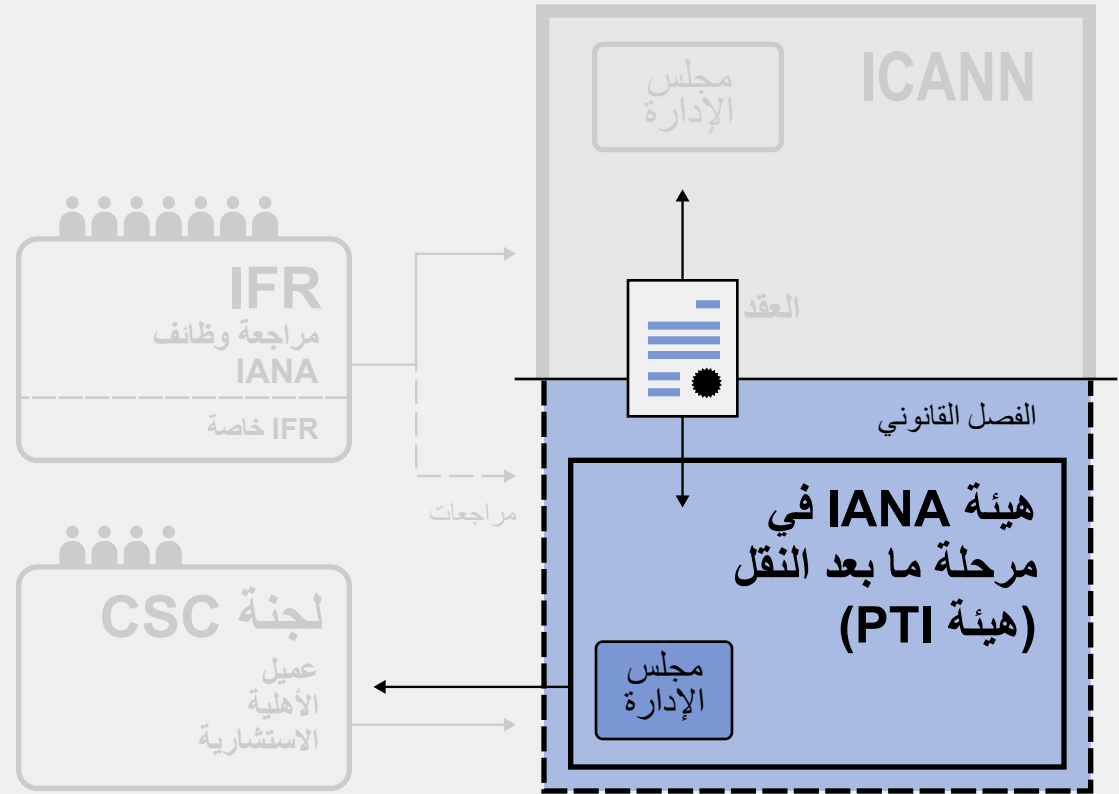 ICANN
مجلس
الإدارة
العقد
IFR
مراجعة وظائف
IANA
IFR خاصة
مراجعات
الفصل القانوني
هيئة IANA في
مرحلة ما بعد النقل
(هيئة PTI)
مجلس
الإدارة
لجنة CSC
عميل
الأهلية
الاستشارية